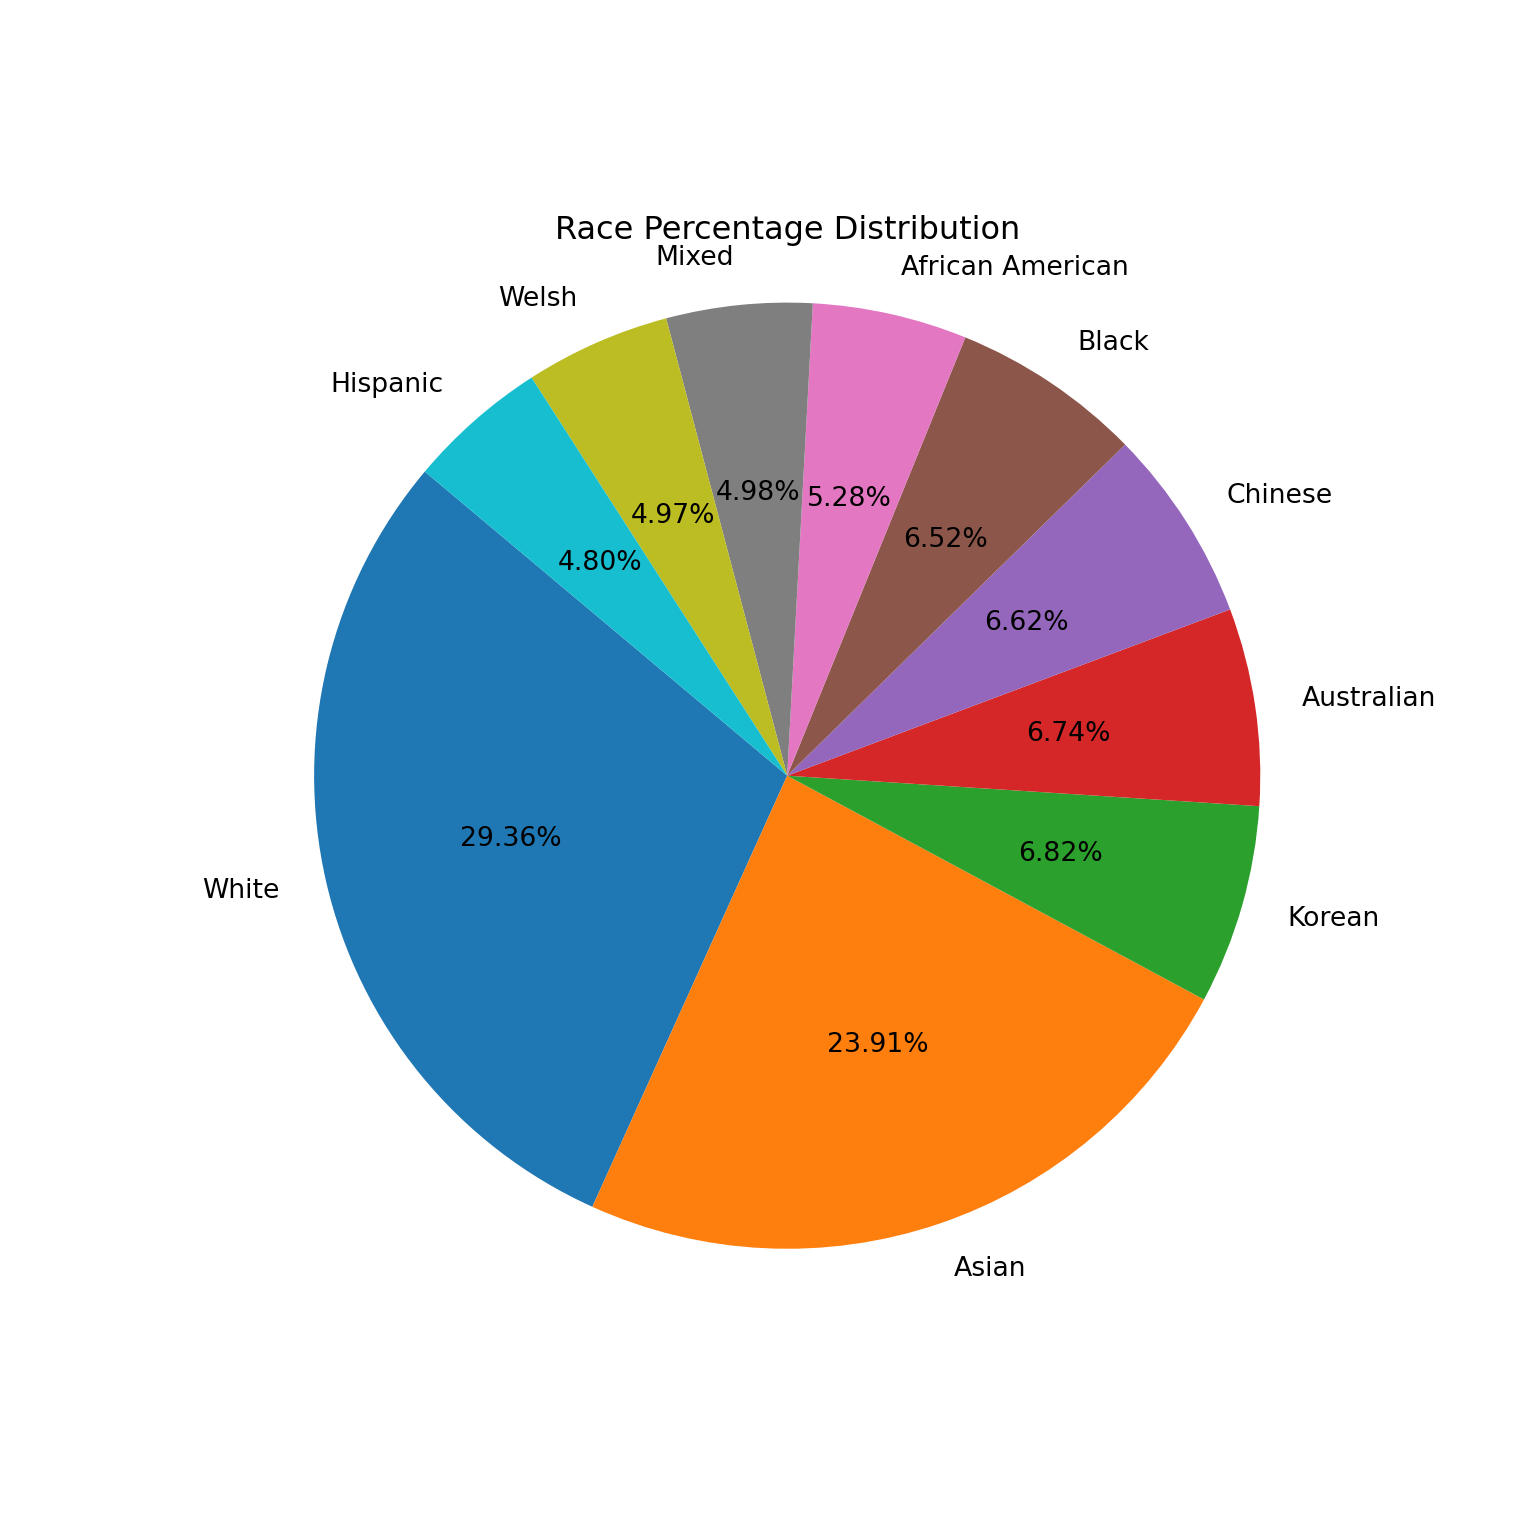 Race Percentage Distribution
Mixed
African American
Welsh
Black
Hispanic
Chinese
4.98%
5.28%
4.97%
6.52%
4.80%
6.62%
Australian
6.74%
29.36%
6.82%
White
Korean
23.91%
Asian